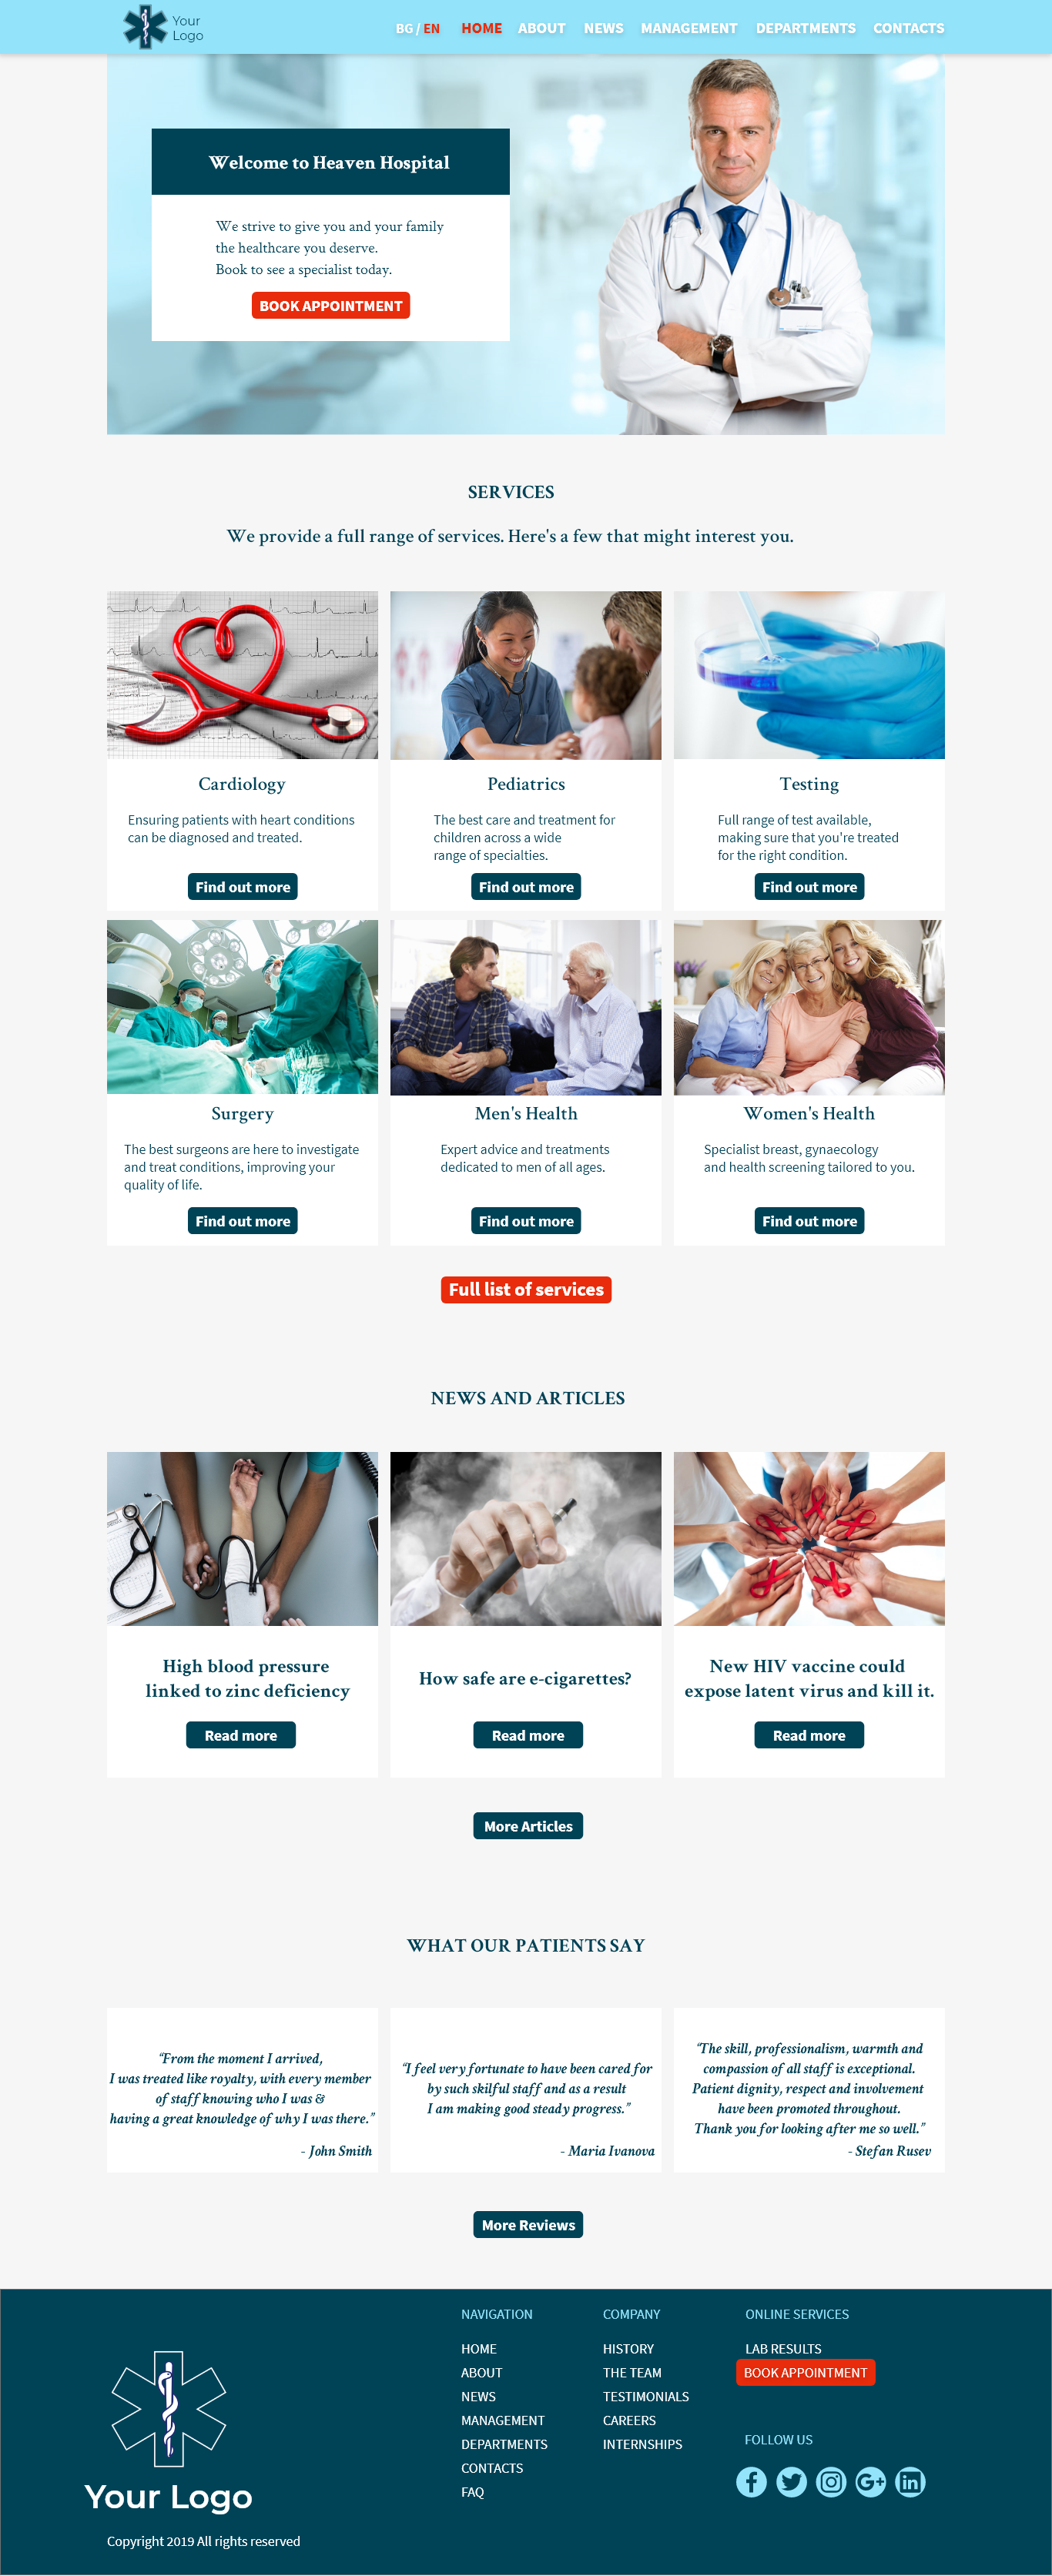 Your
Logo
BG / EN HOME ABOUT NEWS MANAGEMENT DEPARTMENTS CONTACTS
Welcome to Heaven Hospital
We strive to give you and your family
the healthcare you deserve.
Book to see a specialist today.
BOOK APPOINTMENT
SERVICES
We provide a full range of services. Here's a few that might interest you.
Cardiology
Ensuring patients with heart conditions
can be diagnosed and treated.
Find out more
Pediatrics
The best care and treatment for
children across a wide
range of specialties.
Find out more
Testing
Full range of test available,
making sure that you're treated
for the right condition.
Find out more
Surgery
The best surgeons are here to investigate
and treat conditions, improving your
quality of life.
Find out more
Men's Health
Expert advice and treatments
dedicated to men of all ages.
Find out more
Women's Health
Specialist breast, gynaecology
and health screening tailored to you.
Find out more
Full list of services
NEWS AND ARTICLES
High blood pressure
linked to zinc deficiency
Read more
How safe are e-cigarettes?
Read more
New HIV vaccine could
expose latent virus and kill it.
Read more
More Articles
WHAT OUR PATIENTS SAY
“From the moment I arrived,
I was treated like royalty, with every member
of staff knowing who I was &
having a great knowledge of why I was there.”
- John Smith
“I feel very fortunate to have been cared for
by such skilful staff and as a result
I am making good steady progress.”
- Maria Ivanova
“The skill, professionalism, warmth and
compassion of all staff is exceptional.
Patient dignity, respect and involvement
have been promoted throughout.
Thank you for looking after me so well.”
- Stefan Rusev
More Reviews
Your Logo
Copyright 2019 All rights reserved
NAVIGATION
HOME
ABOUT
NEWS
MANAGEMENT
DEPARTMENTS
CONTACTS
FAQ
COMPANY
HISTORY
THE TEAM
TESTIMONIALS
CAREERS
INTERNSHIPS
ONLINE SERVICES
LAB RESULTS
BOOK APPOINTMENT
FOLLOW US